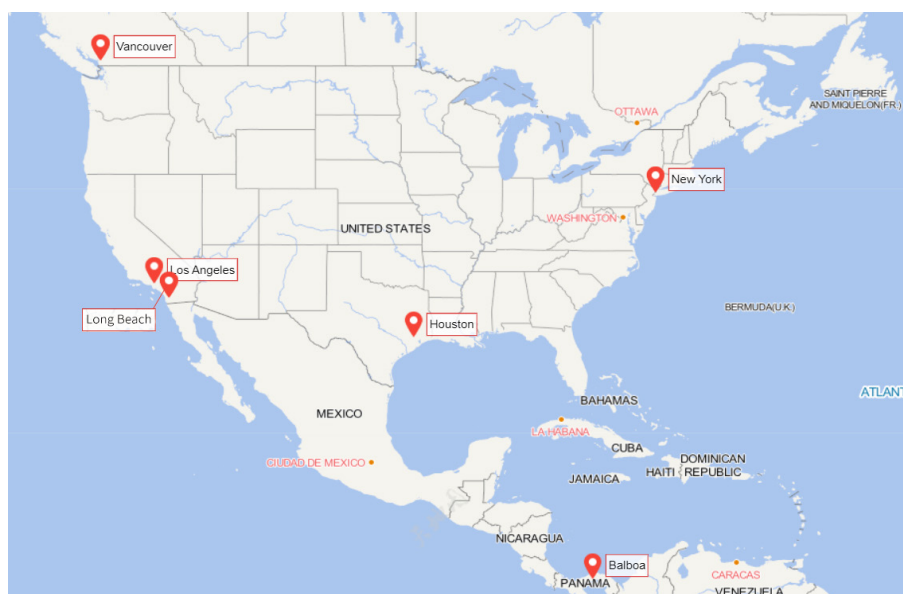 Vancouver
SAINT PIERRE
AND MIQUELON(FR.)
OTTAWA
New York
WASHINGTON
UNITED STATES
Los Angeles
Long Beach
BERMUDA(U.K.)
Houston
ATLANT
BAHAMAS
MEXICO
LA HABANA
CUBA
CIUDAD DE MEXICO
DOMINICAN
HAITI REPUBLIC
JAMAICA
NICARAGUA
Balboa
PANAMA
CARACAS
VENEZUELA